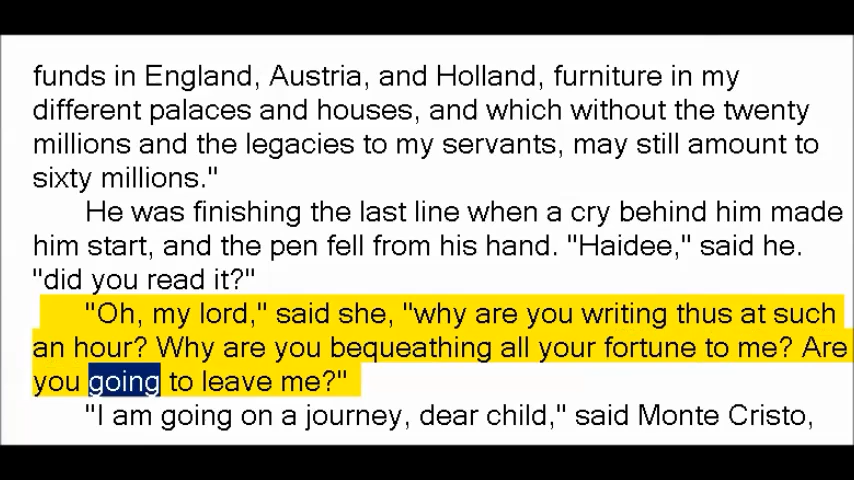 funds in England, Austria, and Holland, furniture in my
different palaces and houses, and which without the twenty
millions and the legacies to my servants, may still amount to
sixty millions."
He was finishing the last line when a cry behind him made
him start, and the pen fell from his hand. "Haidee," said he.
"did you read it?"
"Oh, my lord," said she, "why are you writing thus at such
an hour? Why are you bequeathing all your fortune to me? Are
you going to leave me?"
"I am going on a journey, dear child," said Monte Cristo,